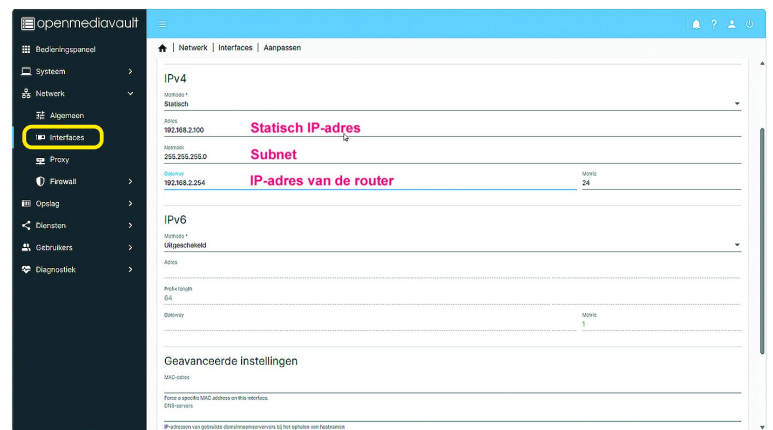 openmediavault
Bedieningspaneel
Systeem
Netwerk
Algemeen
Interfaces
Proxy
Firewall
Opslag
Diensten
Gebruikers
Diagnostiek
| Netwerk | Interfaces | Aanpassen
IPv4
Methode *
Statisch
Adres
192.168.2.100 Statisch IP-adres
Netmask
255.255.255.0 Subnet
Gateway Metric
192.168.2.254 IP-adres van de router 24
IPv6
Methode *
Uitgeschakeld
Adres
Prefix length
64
Gateway Metric
1
Geavanceerde instellingen
MAC-adres
Force a specific MAC address on this interface.
DNS-servers
IP-adressen van gebruikte domeinnaamserververs bij het ophalen van hostnamen